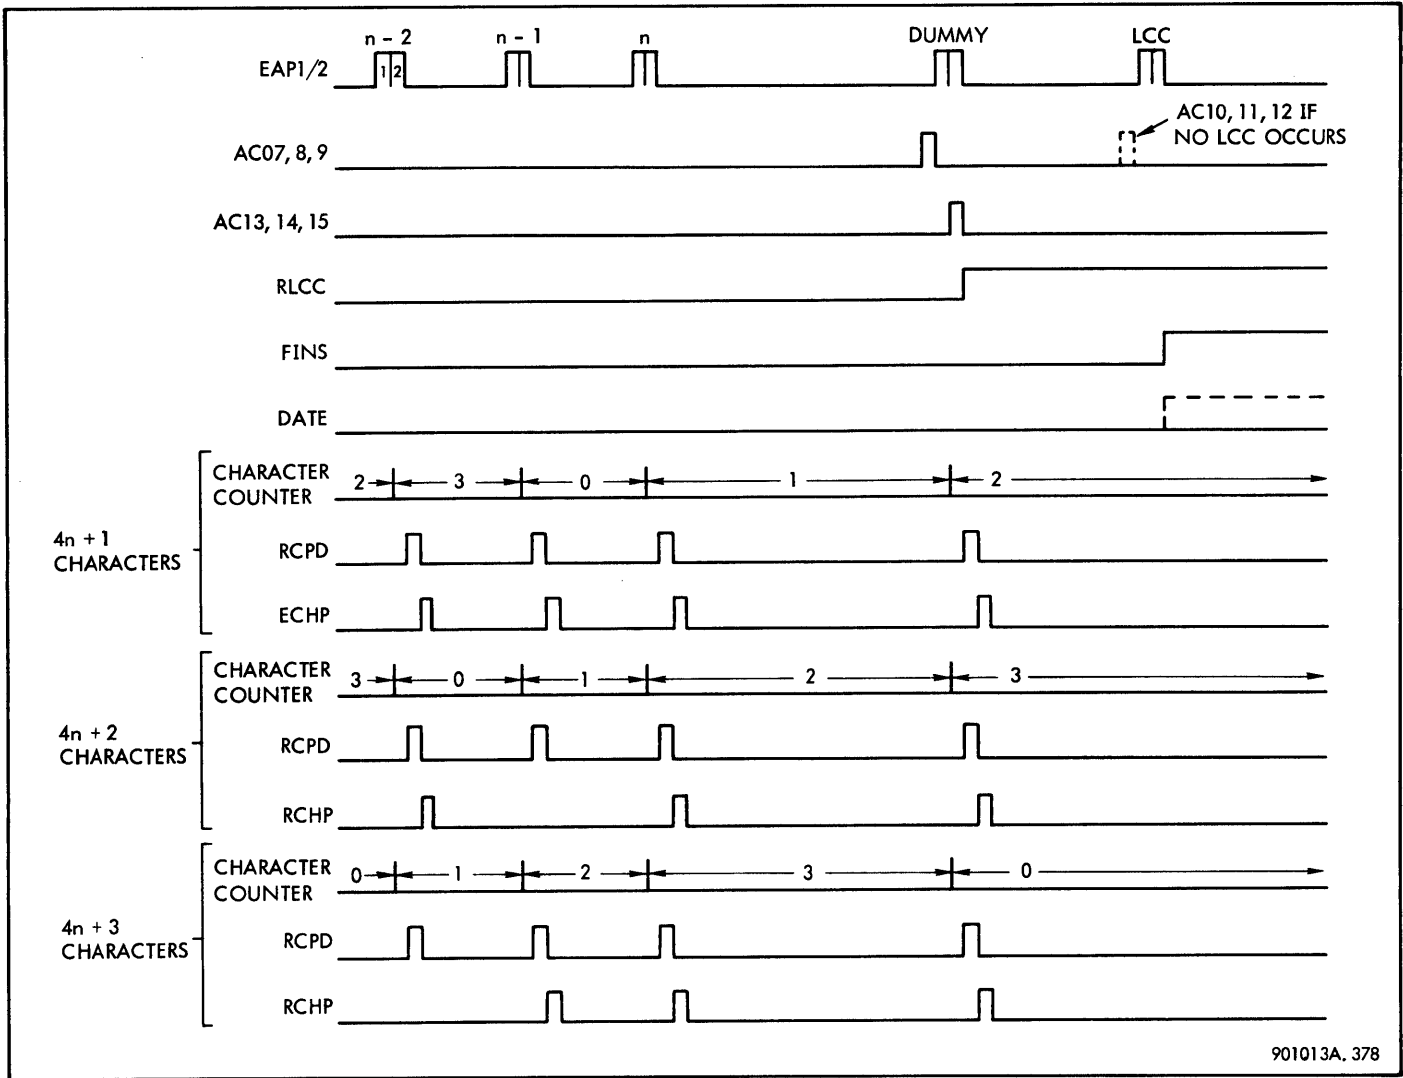 n - 2 n - 1 n DUMMY LCC
EAP1/2 1 2
AC10, 11, 12 IF
NO LCC OCCURS
AC07, 8, 9
AC13, 14, 15
RLCC
FINS
DATE
4n + 1
CHARACTERS
CHARACTER
COUNTER
2 3 0 1 2
RCPD
ECHP
4n + 2
CHARACTERS
CHARACTER
COUNTER
3 0 1 2 3
RCPD
RCHP
4n + 3
CHARACTERS
CHARACTER
COUNTER
0 1 2 3 0
RCPD
RCHP
901013A. 378